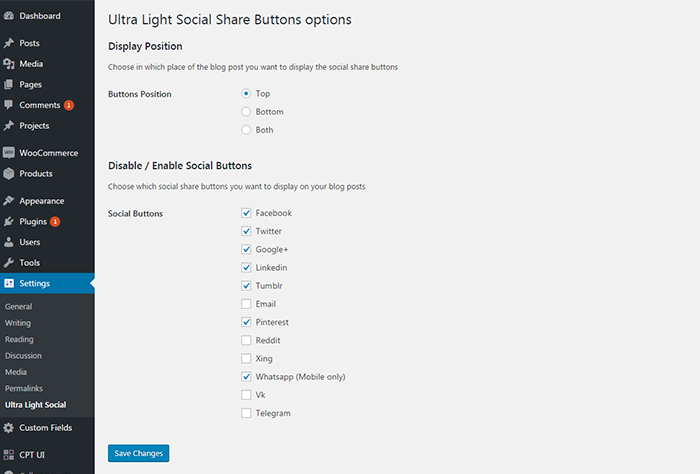 Dashboard
Posts
Media
Pages
Comments 1
Projects
WooCommerce
Products
Appearance
Plugins 1
Users
Tools
Settings
General
Writing
Reading
Discussion
Media
Permalinks
Ultra Light Social
Custom Fields
CPT UI
Ultra Light Social Share Buttons options
Display Position
Choose in which place of the blog post you want to display the social share buttons
Buttons Position
Top
Bottom
Both
Disable / Enable Social Buttons
Choose which social share buttons you want to display on your blog posts
Social Buttons
Facebook
Twitter
Google+
Linkedin
Tumblr
Email
Pinterest
Reddit
Xing
Whatsapp (Mobile only)
Vk
Telegram
Save Changes